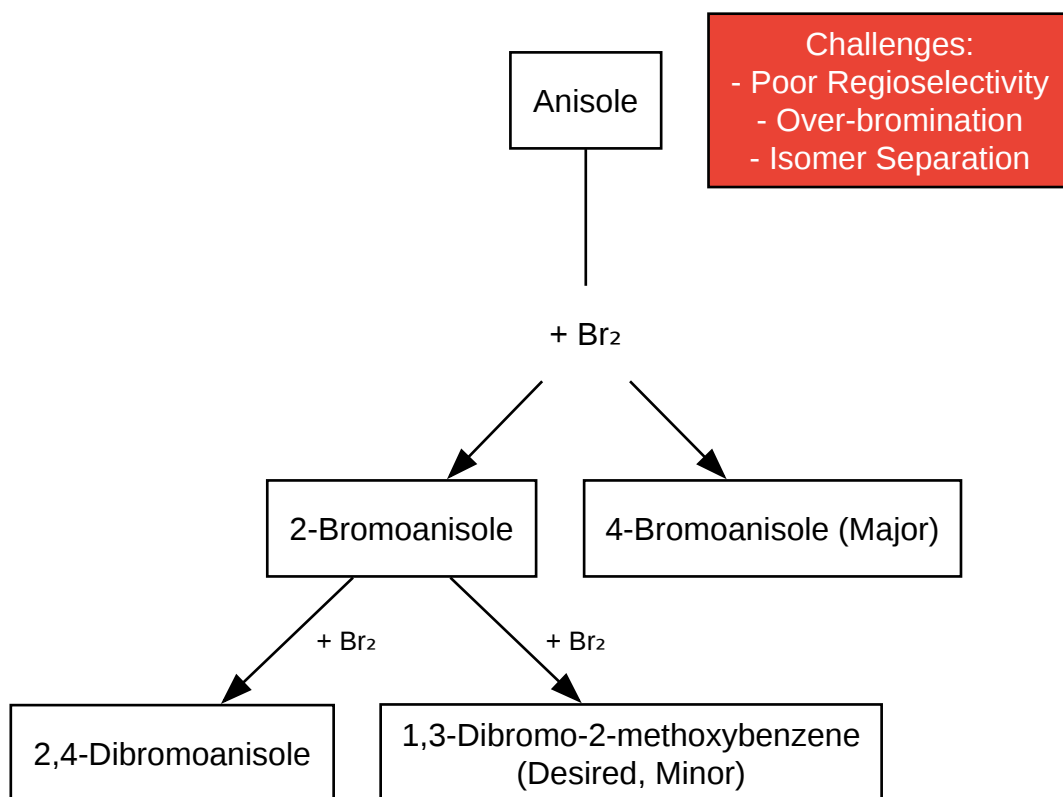 Anisole
Challenges:
- Poor Regioselectivity
- Over-bromination
- Isomer Separation
+ Br₂
2-Bromoanisole
4-Bromoanisole (Major)
+ Br₂
+ Br₂
2,4-Dibromoanisole
1,3-Dibromo-2-methoxybenzene
(Desired, Minor)